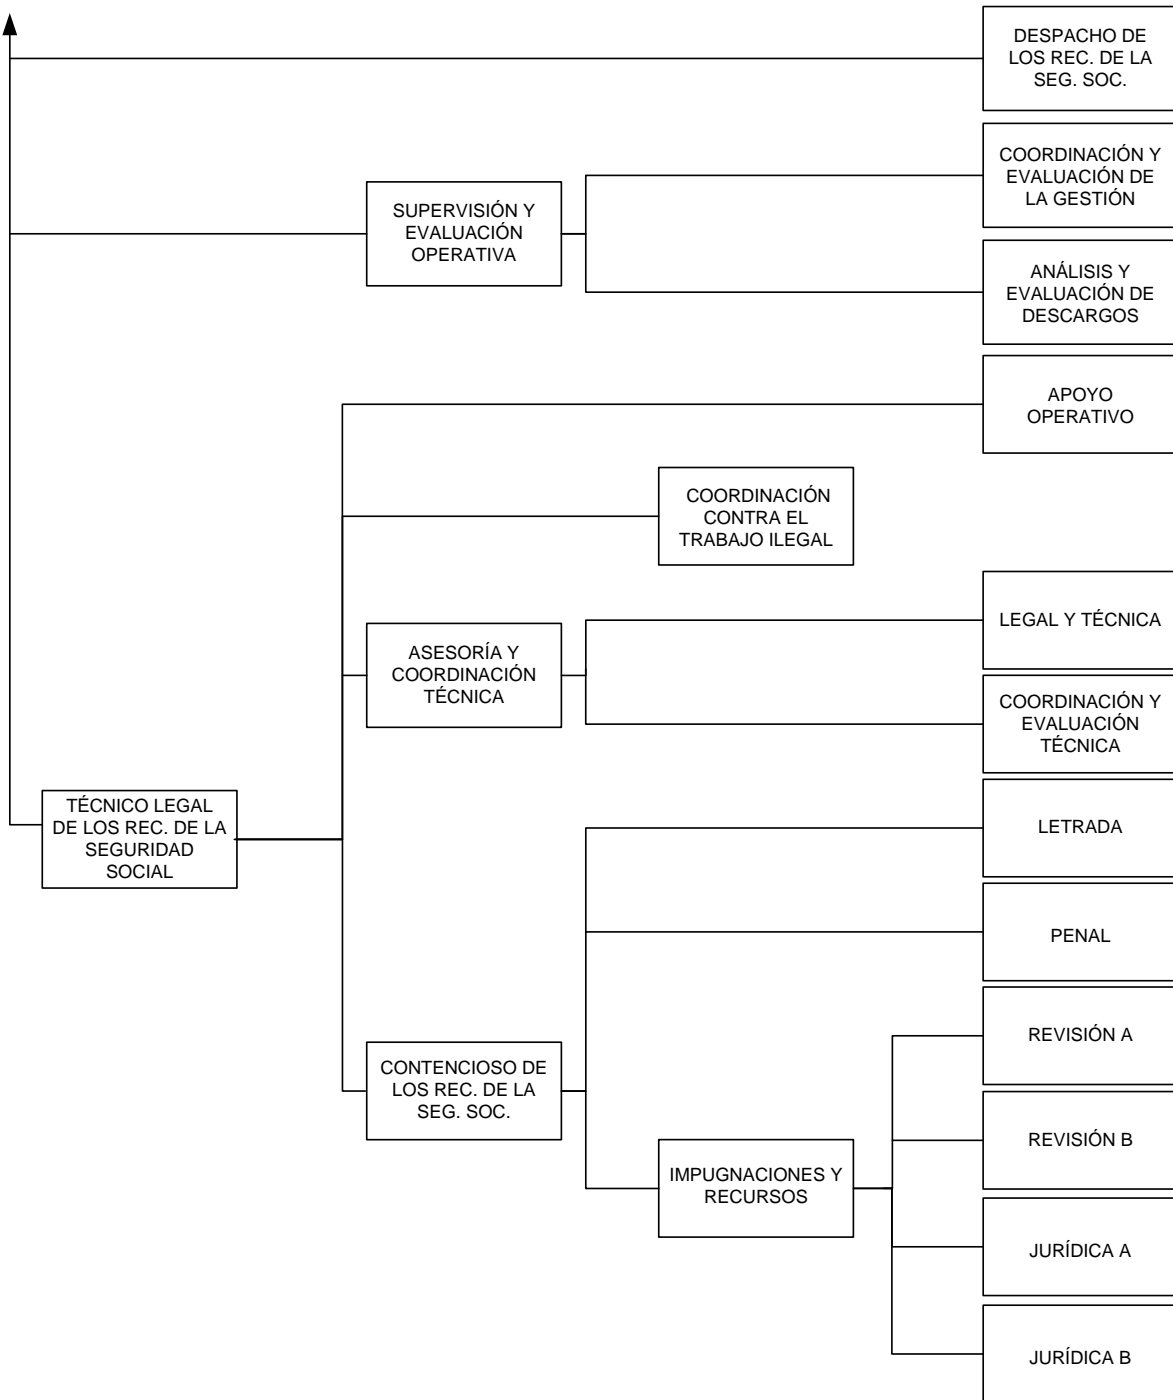 DESPACHO DE
LOS REC. DE LA
SEG. SOC.
COORDINACIÓN Y
EVALUACIÓN DE
LA GESTIÓN
SUPERVISIÓN Y
EVALUACIÓN
OPERATIVA
ANÁLISIS Y
EVALUACIÓN DE
DESCARGOS
APOYO
OPERATIVO
COORDINACIÓN
CONTRA EL
TRABAJO ILEGAL
LEGAL Y TÉCNICA
ASESORÍA Y
COORDINACIÓN
TÉCNICA
COORDINACIÓN Y
EVALUACIÓN
TÉCNICA
TÉCNICO LEGAL
DE LOS REC. DE LA
SEGURIDAD
SOCIAL
LETRADA
PENAL
REVISIÓN A
CONTENCIOSO DE
LOS REC. DE LA
SEG. SOC.
REVISIÓN B
IMPUGNACIONES Y
RECURSOS
JURÍDICA A
JURÍDICA B